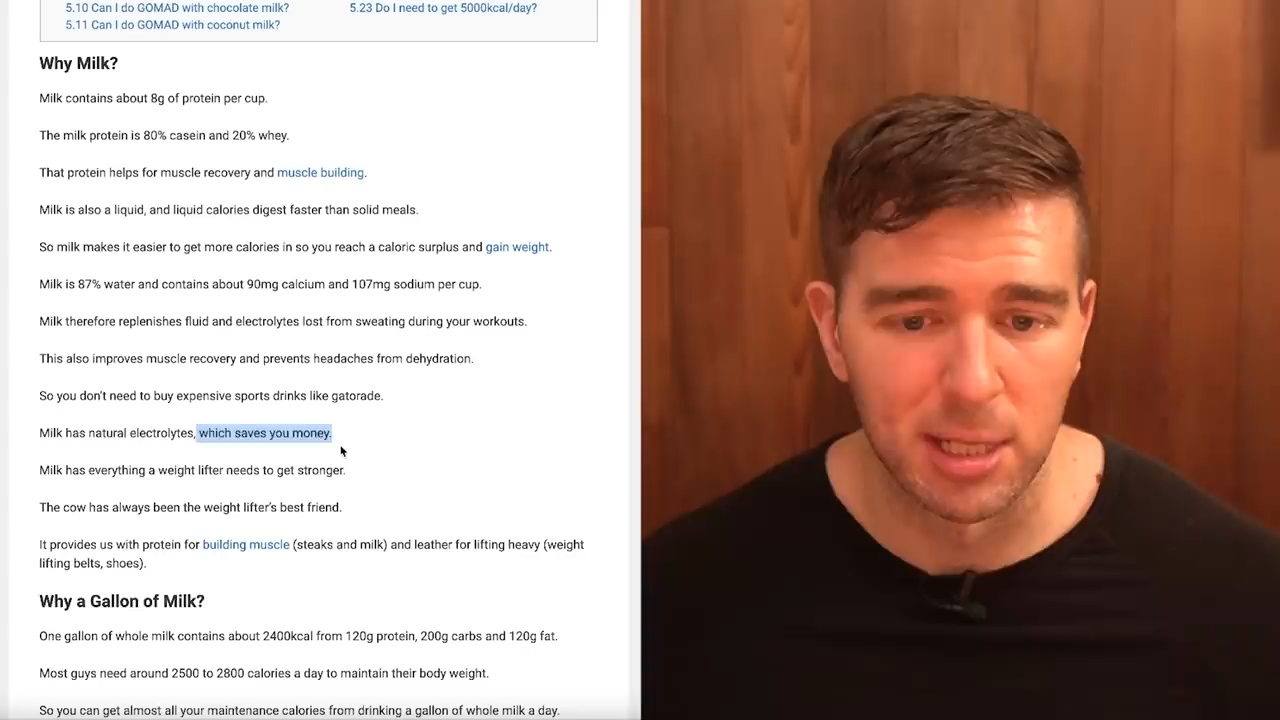 5.10 Can I do GOMAD with chocolate milk?
5.11 Can I do GOMAD with coconut milk?
5.23 Do I need to get 5000kcal/day?
Why Milk?
Milk contains about 8g of protein per cup.
The milk protein is 80% casein and 20% whey.
That protein helps for muscle recovery and muscle building.
Milk is also a liquid, and liquid calories digest faster than solid meals.
So milk makes it easier to get more calories in so you reach a caloric surplus and gain weight.
Milk is 87% water and contains about 90mg calcium and 107mg sodium per cup.
Milk therefore replenishes fluid and electrolytes lost from sweating during your workouts.
This also improves muscle recovery and prevents headaches from dehydration.
So you don't need to buy expensive sports drinks like gatorade.
Milk has natural electrolytes, which saves you money.
Milk has everything a weight lifter needs to get stronger.
The cow has always been the weight lifter's best friend.
It provides us with protein for building muscle (steaks and milk) and leather for lifting heavy (weight
lifting belts, shoes).
Why a Gallon of Milk?
One gallon of whole milk contains about 2400kcal from 120g protein, 200g carbs and 120g fat.
Most guys need around 2500 to 2800 calories a day to maintain their body weight.
So you can get almost all your maintenance calories from drinking a gallon of whole milk a day.